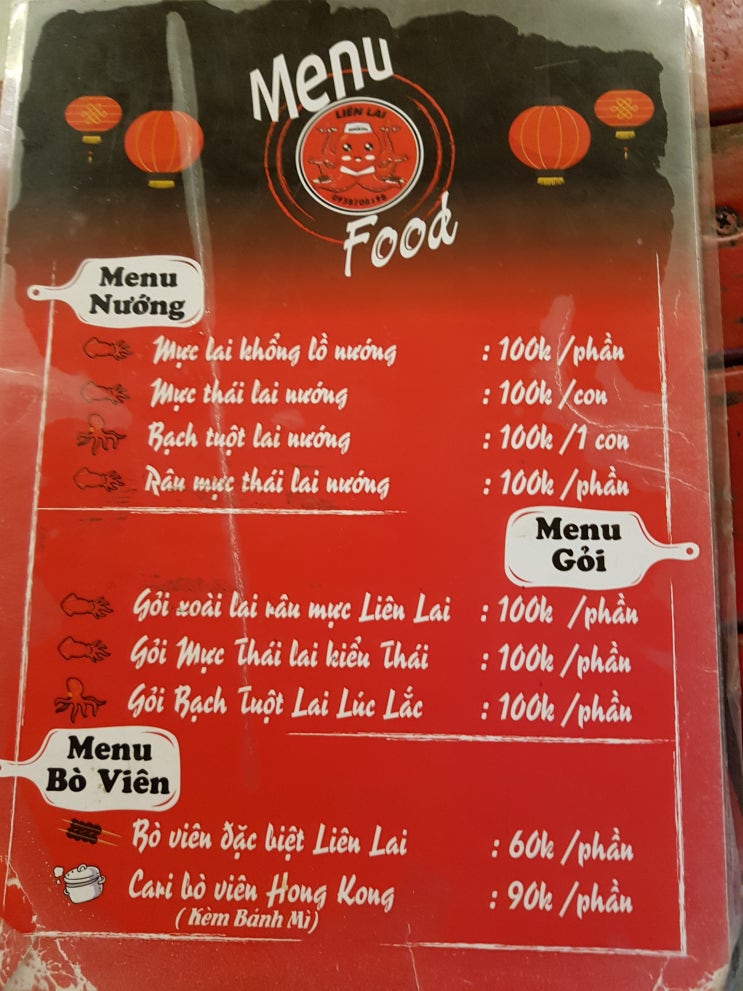 Menu
LIÊN LAI
Food
Menu
Nướng
Mực lai khổng lồ nướng : 100k /phần
Mực thái lai nướng : 100k /con
Bạch tuột lai nướng : 100k /1 con
Râu mực thái lai nướng : 100k /phần
Menu
Gỏi
Gỏi xoài lai râu mực Liên Lai : 100k /phần
Gỏi Mực Thái lai kiểu Thái : 100k /phần
Gỏi Bạch Tuột Lai Lúc Lắc : 100k /phần
Menu
Bò Viên
Bò viên đặc biệt Liên Lai : 60k /phần
Cari bò viên Hong Kong : 90k /phần
(Kèm Bánh Mì)